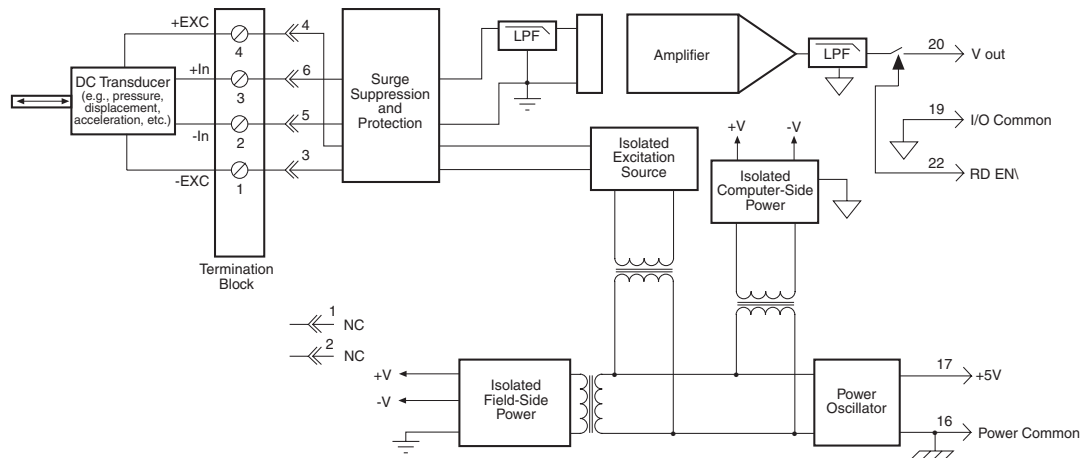 +EXC
4
4
+In
6
3
DC Transducer
(e.g., pressure,
displacement,
acceleration, etc.)
-In
5
2
3
-EXC
1
Termination
Block
Surge
Suppression
and
Protection
LPF
Amplifier
LPF
20
V out
19
I/O Common
22
RD EN\
Isolated
Excitation
Source
+V
-V
Isolated
Computer-Side
Power
1
NC
2
NC
+V
-V
Isolated
Field-Side
Power
Power
Oscillator
17
+5V
16
Power Common